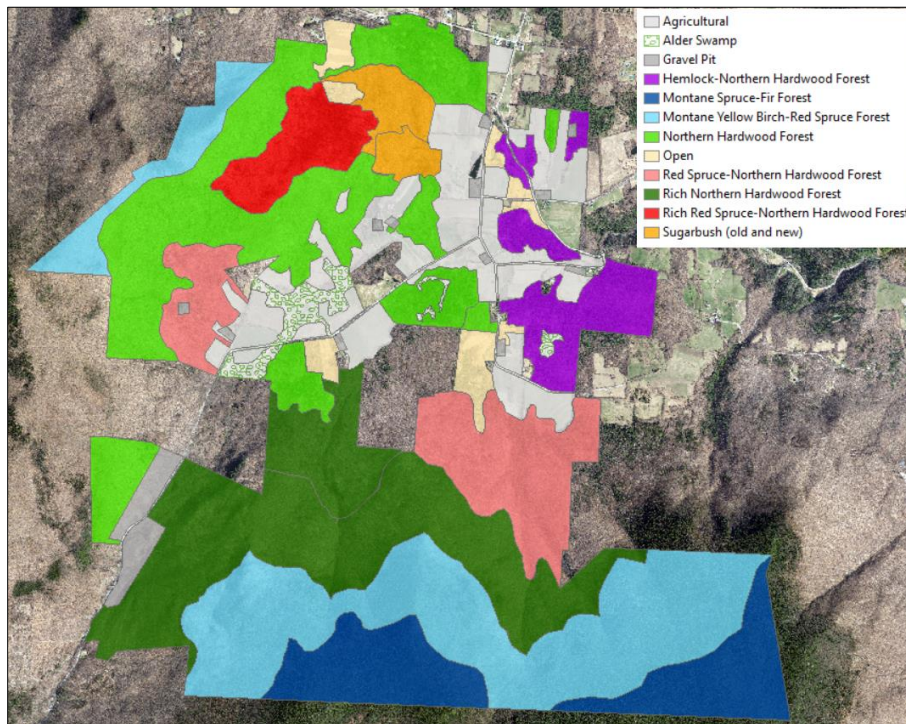 Agricultural
Alder Swamp
Gravel Pit
Hemlock-Northern Hardwood Forest
Montane Spruce-Fir Forest
Montane Yellow Birch-Red Spruce Forest
Northern Hardwood Forest
Open
Red Spruce-Northern Hardwood Forest
Rich Northern Hardwood Forest
Rich Red Spruce-Northern Hardwood Forest
Sugarbush (old and new)